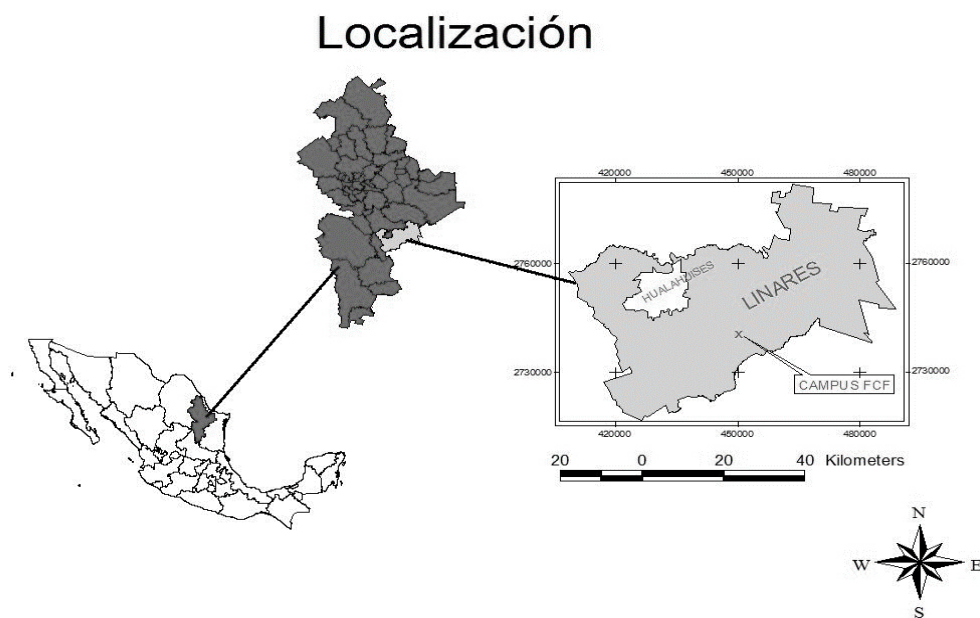 Localización
420000 450000 480000
2760000 2760000
HUALAHUISES
LINARES
2730000 2730000
CAMPUS FCF
420000 450000 480000
20 0 20 40 Kilometers
N
W E
S